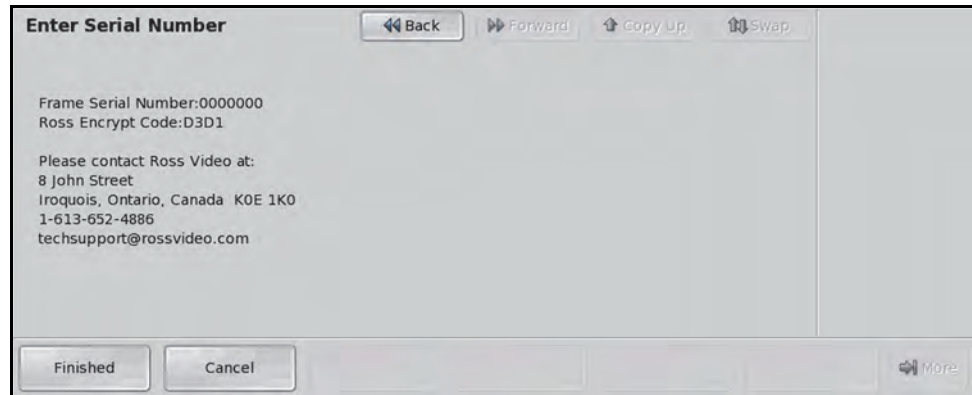 Enter Serial Number
Back
Forward
Copy Up
Swap
Frame Serial Number:0000000
Ross Encrypt Code:D3D1
Please contact Ross Video at:
8 John Street
Iroquois, Ontario, Canada  K0E 1K0
1-613-652-4886
techsupport@rossvideo.com
Finished
Cancel
More